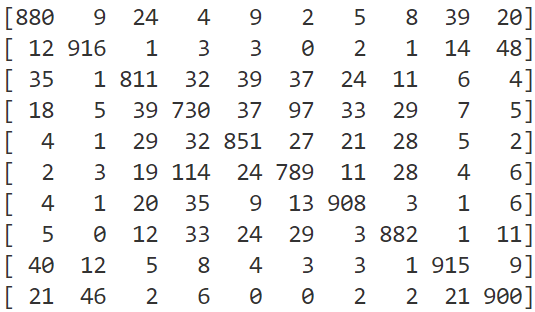 [880 9 24 4 9 2 5 8 39 20]
[ 12 916 1 3 3 0 2 1 14 48]
[ 35 1 811 32 39 37 24 11 6 4]
[ 18 5 39 730 37 97 33 29 7 5]
[ 4 1 29 32 851 27 21 28 5 2]
[ 2 3 19 114 24 789 11 28 4 6]
[ 4 1 20 35 9 13 908 3 1 6]
[ 5 0 12 33 24 29 3 882 1 11]
[ 40 12 5 8 4 3 3 1 915 9]
[ 21 46 2 6 0 0 2 2 21 900]